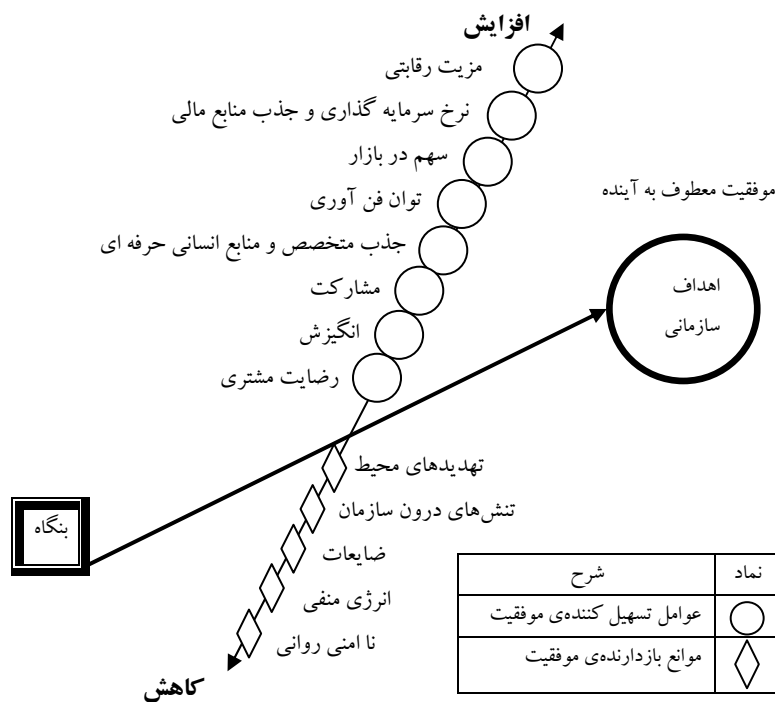 افزایش
مزیت رقابتی
نرخ سرمایه گذاری و جذب منابع مالی
سهم در بازار
توان فن آوری
جذب متخصص و منابع انسانی حرفه ای
مشارکت
انگیزش
رضایت مشتری
موفقیت معطوف به آینده
اهداف
سازمانی
بنگاه
تهدیدهای محیط
تنش‌های درون سازمان
ضایعات
انرژی منفی
نا امنی روانی
کاهش
نماد شرح
عوامل تسهیل کننده‌ی موفقیت
موانع بازدارنده‌ی موفقیت